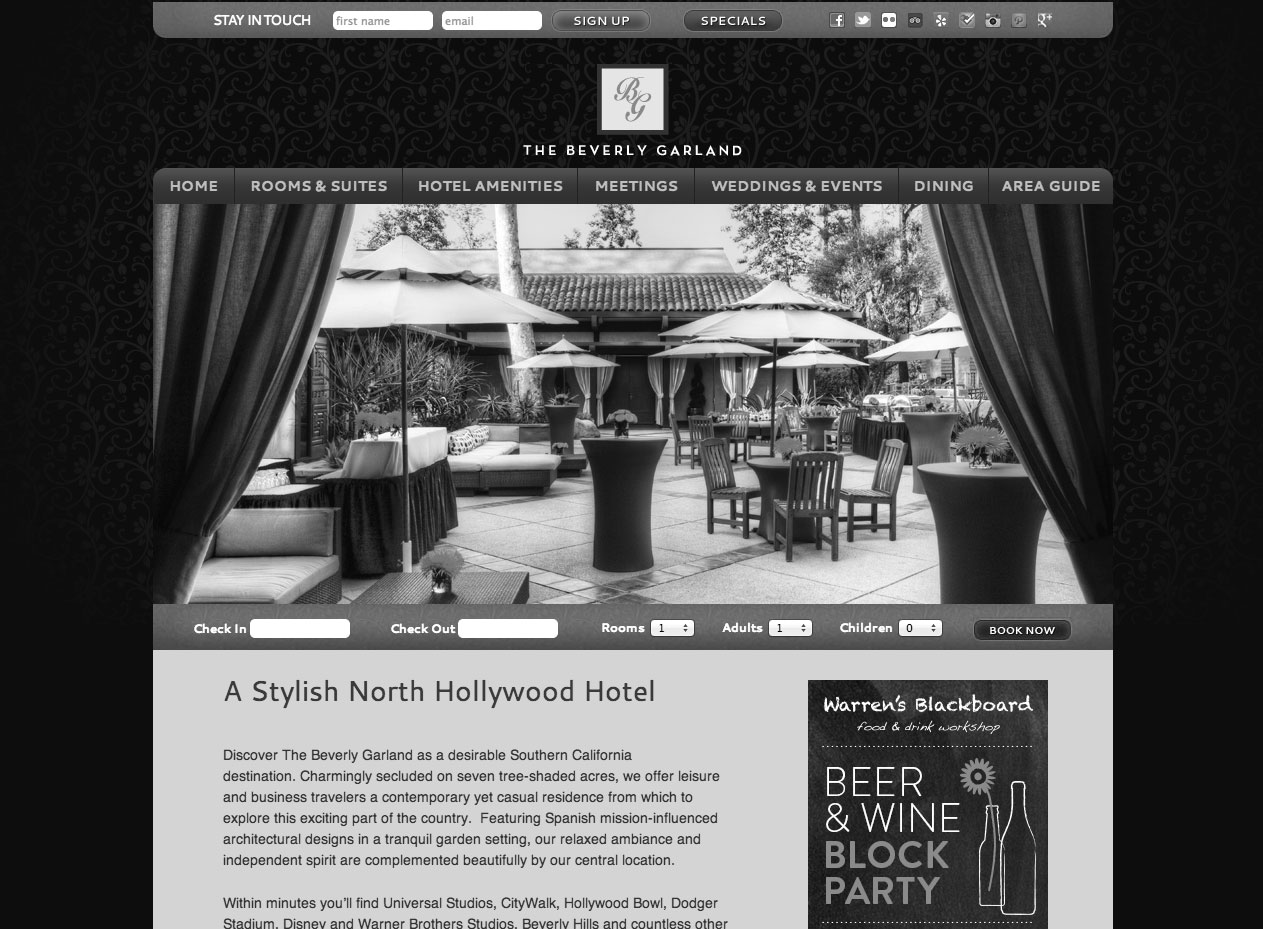 STAY IN TOUCH first name email SIGN UP SPECIALS
BG
THE BEVERLY GARLAND
HOME ROOMS & SUITES HOTEL AMENITIES MEETINGS WEDDINGS & EVENTS DINING AREA GUIDE
Check In Check Out Rooms 1 Adults 1 Children 0 BOOK NOW
A Stylish North Hollywood Hotel
Discover The Beverly Garland as a desirable Southern California
destination. Charmingly secluded on seven tree-shaded acres, we offer leisure
and business travelers a contemporary yet casual residence from which to
explore this exciting part of the country. Featuring Spanish mission-influenced
architectural designs in a tranquil garden setting, our relaxed ambiance and
independent spirit are complemented beautifully by our central location.
Within minutes you'll find Universal Studios, CityWalk, Hollywood Bowl, Dodger
Stadium, Disney and Warner Brothers Studios, Beverly Hills and countless other
Warren's Blackboard
food & drink workshop
BEER
& WINE
BLOCK
PARTY